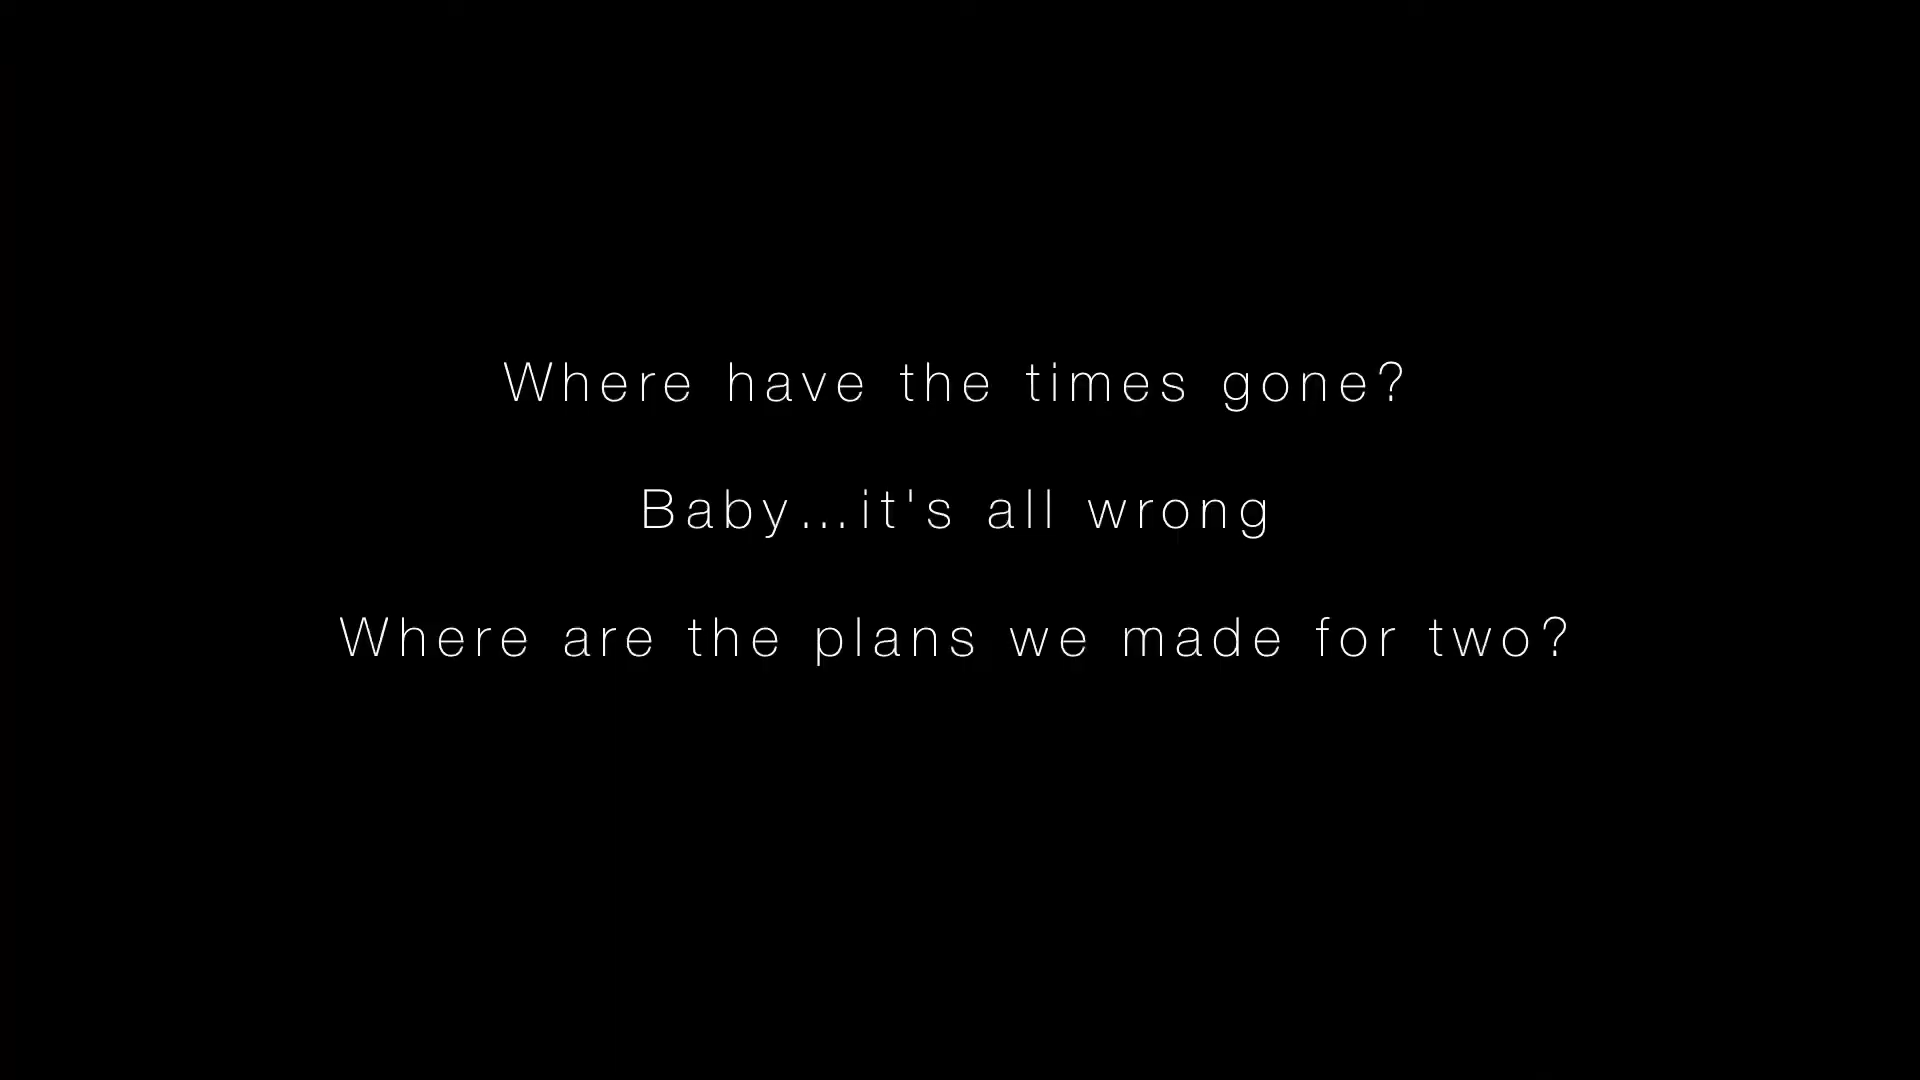 Where have the times gone?
Baby...it's all wrong
Where are the plans we made for two?